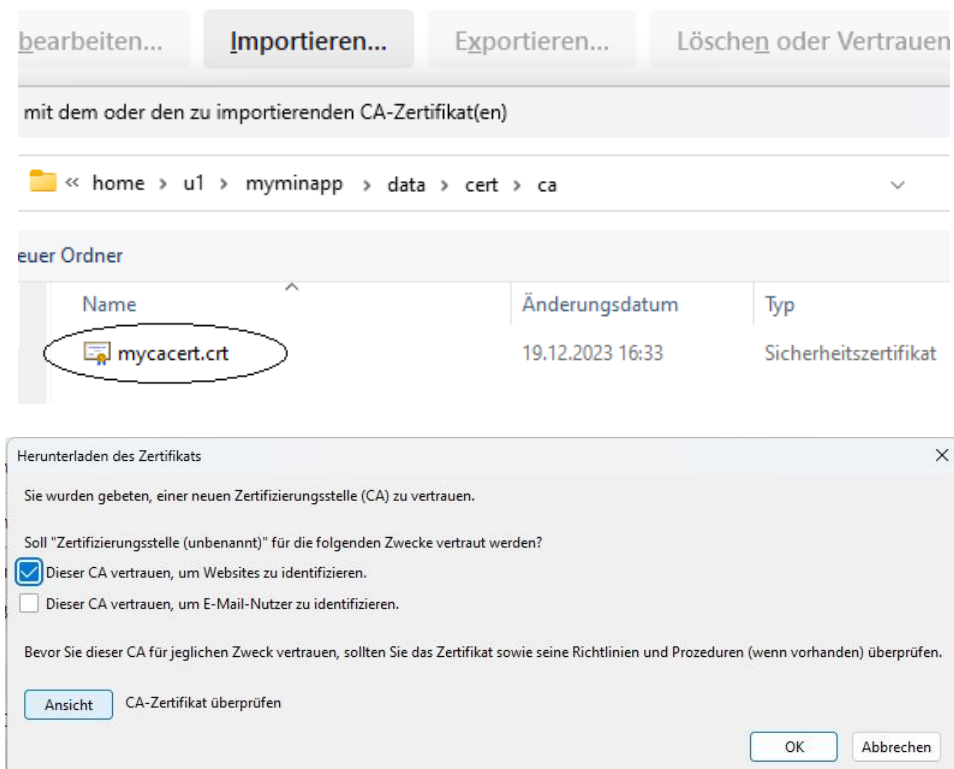 bearbeiten... Importieren... Exportieren... Löschen oder Vertrauen
mit dem oder den zu importierenden CA-Zertifikat(en)
« home > u1 > myminapp > data > cert > ca
euer Ordner
Name Änderungsdatum Typ
mycacert.crt 19.12.2023 16:33 Sicherheitszertifikat
Herunterladen des Zertifikats
Sie wurden gebeten, einer neuen Zertifizierungsstelle (CA) zu vertrauen.
Soll "Zertifizierungsstelle (unbenannt)" für die folgenden Zwecke vertraut werden?
Dieser CA vertrauen, um Websites zu identifizieren.
Dieser CA vertrauen, um E-Mail-Nutzer zu identifizieren.
Bevor Sie dieser CA für jeglichen Zweck vertrauen, sollten Sie das Zertifikat sowie seine Richtlinien und Prozeduren (wenn vorhanden) überprüfen.
Ansicht CA-Zertifikat überprüfen
OK Abbrechen